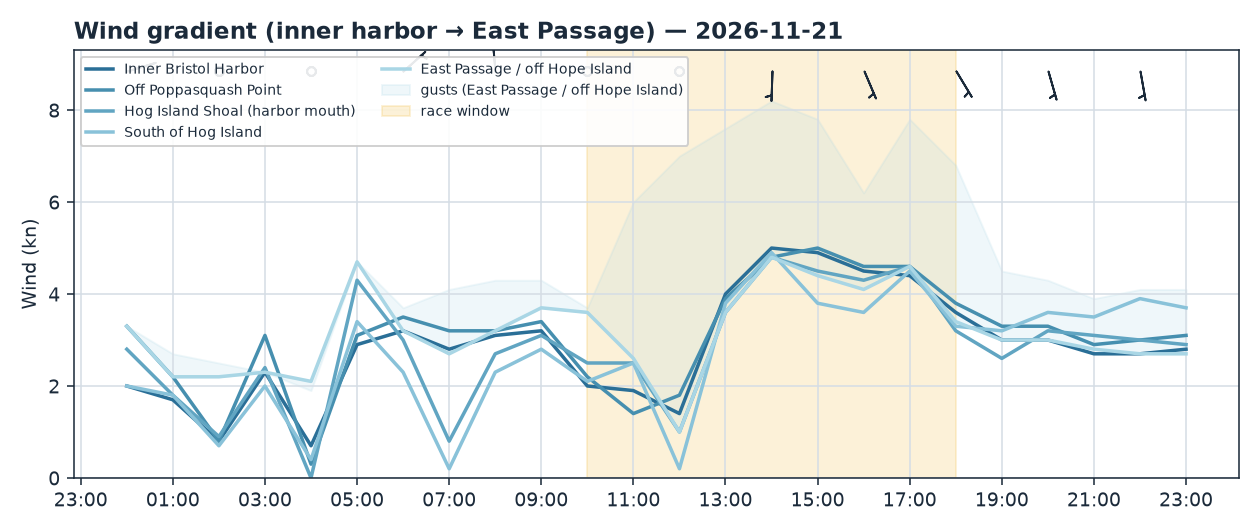 Wind gradient (inner harbor → East Passage) — 2026-11-21
Inner Bristol Harbor
Off Poppasquash Point
Hog Island Shoal (harbor mouth)
South of Hog Island
East Passage / off Hope Island
gusts (East Passage / off Hope Island)
race window
Wind (kn)
8
6
4
2
0
23:00 01:00 03:00 05:00 07:00 09:00 11:00 13:00 15:00 17:00 19:00 21:00 23:00